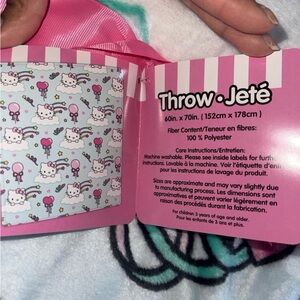 Throw • Jeté
60in. x 70in. (152cm x 178cm)
Fiber Content/Teneur en fibres:
100 % Polyester
Care Instructions/Entretien:
Machine washable. Please see inside labels for further
instructions. Lavable à la machine. Voir l'étiquette d'entretien
pour les instructions de lavage du produit.
Sizes are approximate and may vary slightly due
to manufacturing process. Les dimensions sont
approximatives et peuvent varier légèrement en
raison des procédés durant la fabrication.
For children 3 years of age and older.
Pour les enfants de 3 ans et plus.